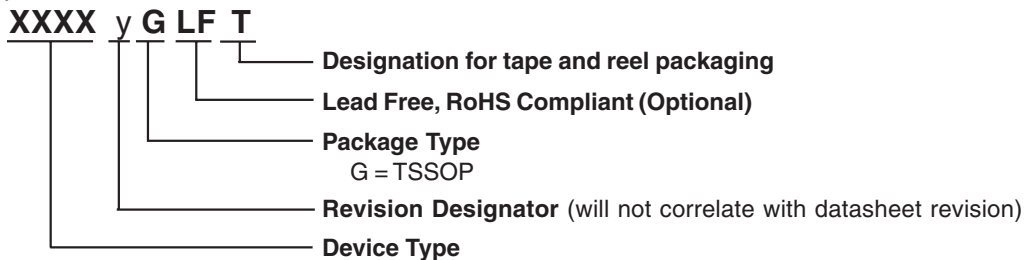 XXXX y G LF T
Designation for tape and reel packaging
Lead Free, RoHS Compliant (Optional)
Package Type
G = TSSOP
Revision Designator (will not correlate with datasheet revision)
Device Type